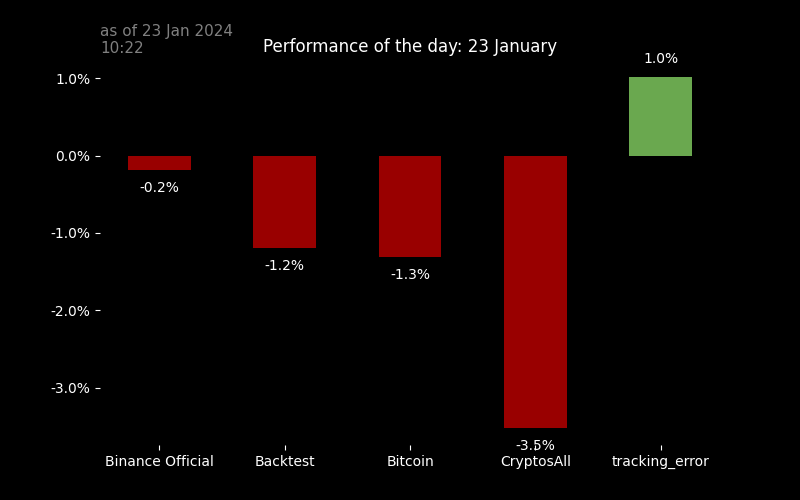 as of 23 Jan 2024
10:22
Performance of the day: 23 January
1.0%
1.0%
0.0%
-0.2%
-1.0%
-1.2%
-1.3%
-2.0%
-3.0%
-3.5%
Binance Official
Backtest
Bitcoin
CryptosAll
tracking_error